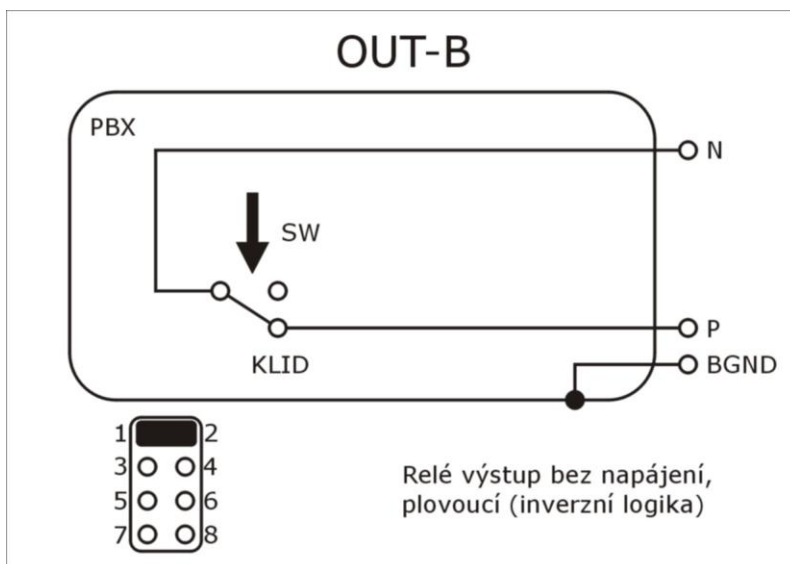 OUT-B
PBX
N
SW
P
KLID
BGND
1 2
3 4
5 6
7 8
Relé výstup bez napájení,
plovoucí (inverzní logika)